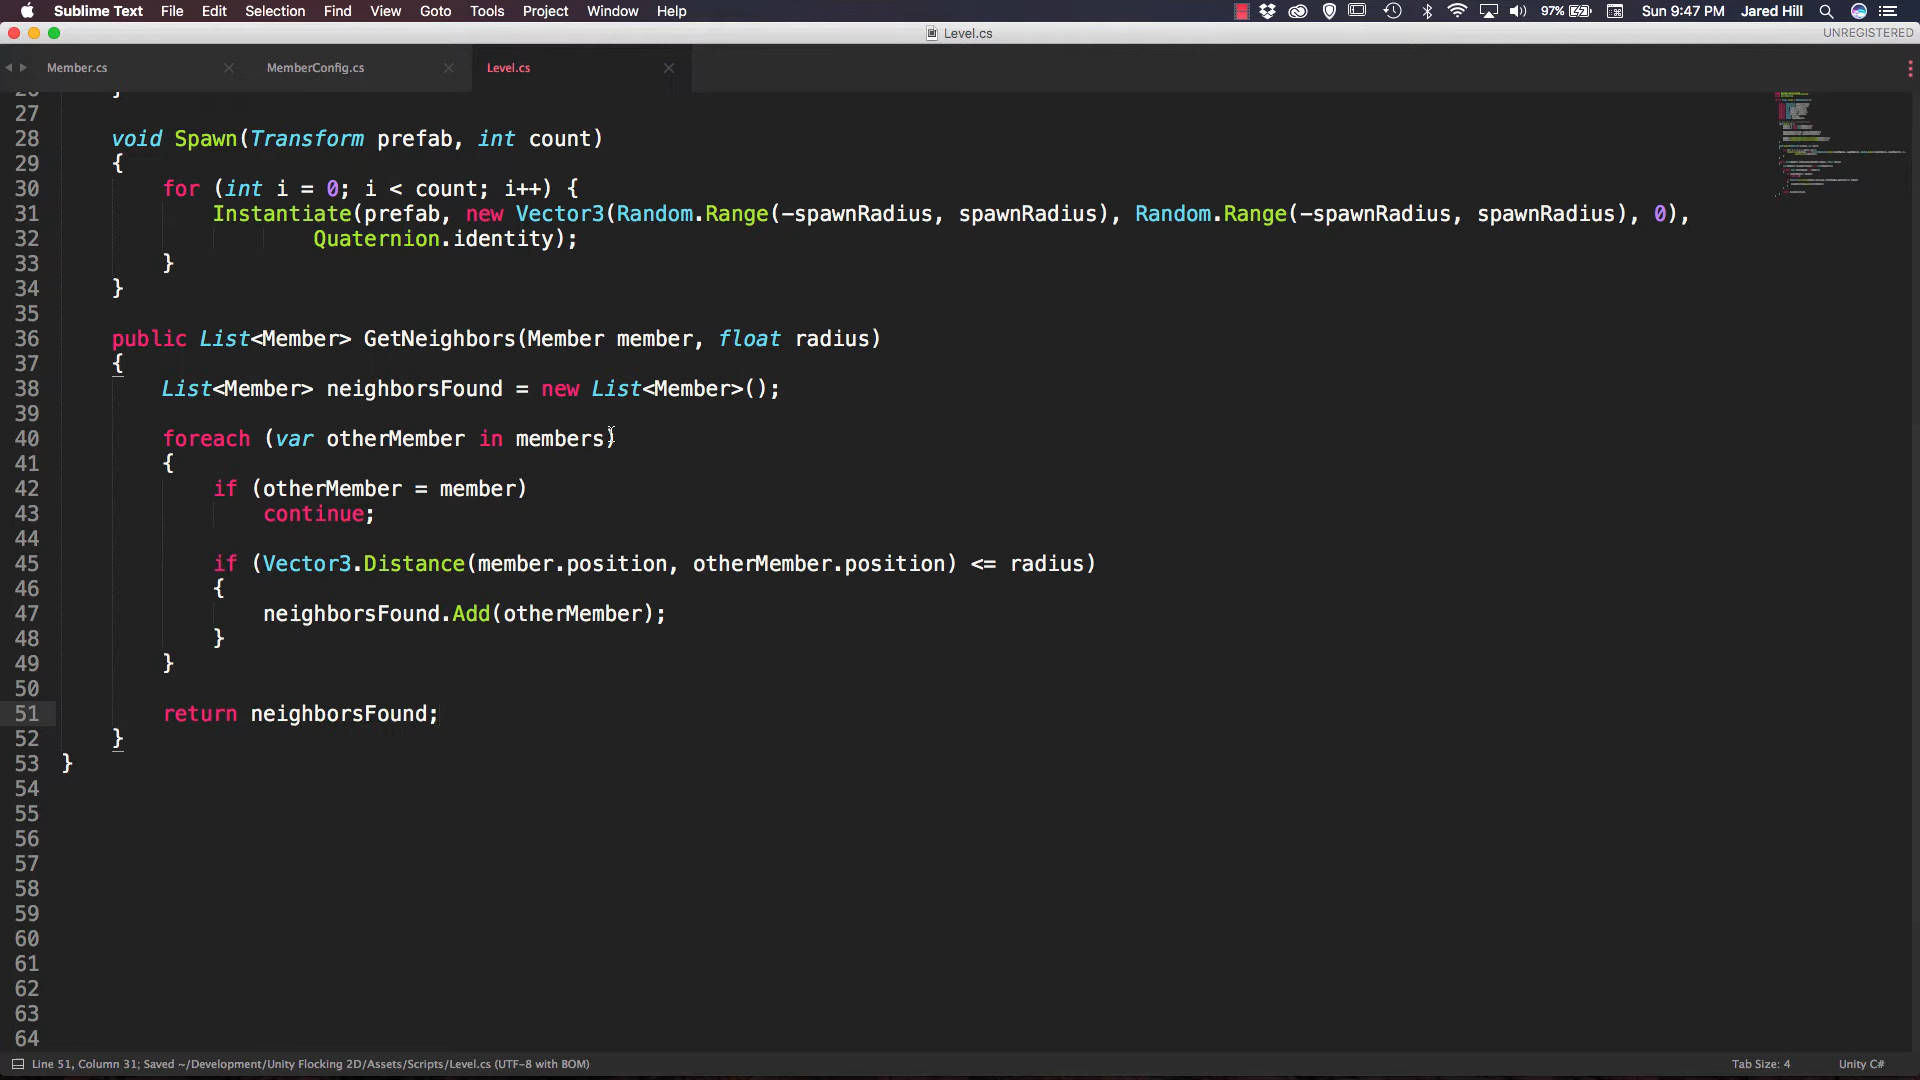 Sublime Text File Edit Selection Find View Goto Tools Project Window Help 97% Sun 9:47 PM Jared Hill
Level.cs UNREGISTERED
Member.cs MemberConfig.cs Level.cs
26 }
27
28 void Spawn(Transform prefab, int count)
29 {
30 for (int i = 0; i < count; i++) {
31 Instantiate(prefab, new Vector3(Random.Range(-spawnRadius, spawnRadius), Random.Range(-spawnRadius, spawnRadius), 0),
32 Quaternion.identity);
33 }
34 }
35
36 public List<Member> GetNeighbors(Member member, float radius)
37 {
38 List<Member> neighborsFound = new List<Member>();
39
40 foreach (var otherMember in members)
41 {
42 if (otherMember = member)
43 continue;
44
45 if (Vector3.Distance(member.position, otherMember.position) <= radius)
46 {
47 neighborsFound.Add(otherMember);
48 }
49 }
50
51 return neighborsFound;
52 }
53 }
54
55
56
57
58
59
60
61
62
63
64
Line 51, Column 31; Saved ~/Development/Unity Flocking 2D/Assets/Scripts/Level.cs (UTF-8 with BOM) Tab Size: 4 Unity C#